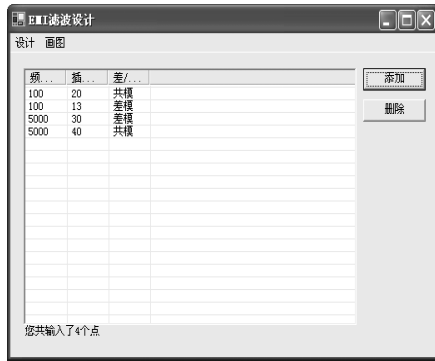 EMI滤波设计
设计 画图
频... 插... 差/...
添加
100 20 共模
100 13 差模
删除
5000 30 差模
5000 40 共模
您共输入了4个点